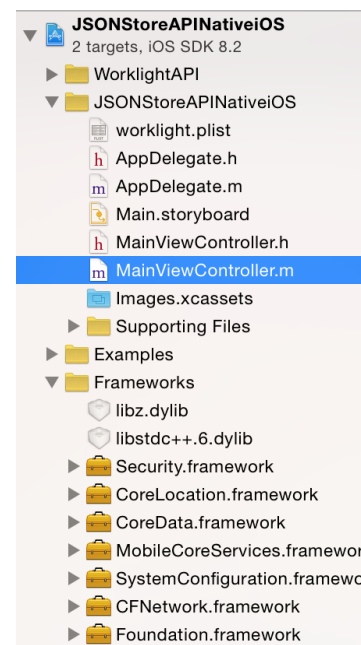 JSONStoreAPINativeiOS
2 targets, iOS SDK 8.2
WorklightAPI
JSONStoreAPINativeiOS
worklight.plist
h AppDelegate.h
m AppDelegate.m
Main.storyboard
h MainViewController.h
m MainViewController.m
Images.xcassets
Supporting Files
Examples
Frameworks
libz.dylib
libstdc++.6.dylib
Security.framework
CoreLocation.framework
CoreData.framework
MobileCoreServices.framewor
SystemConfiguration.framewo
CFNetwork.framework
Foundation.framework